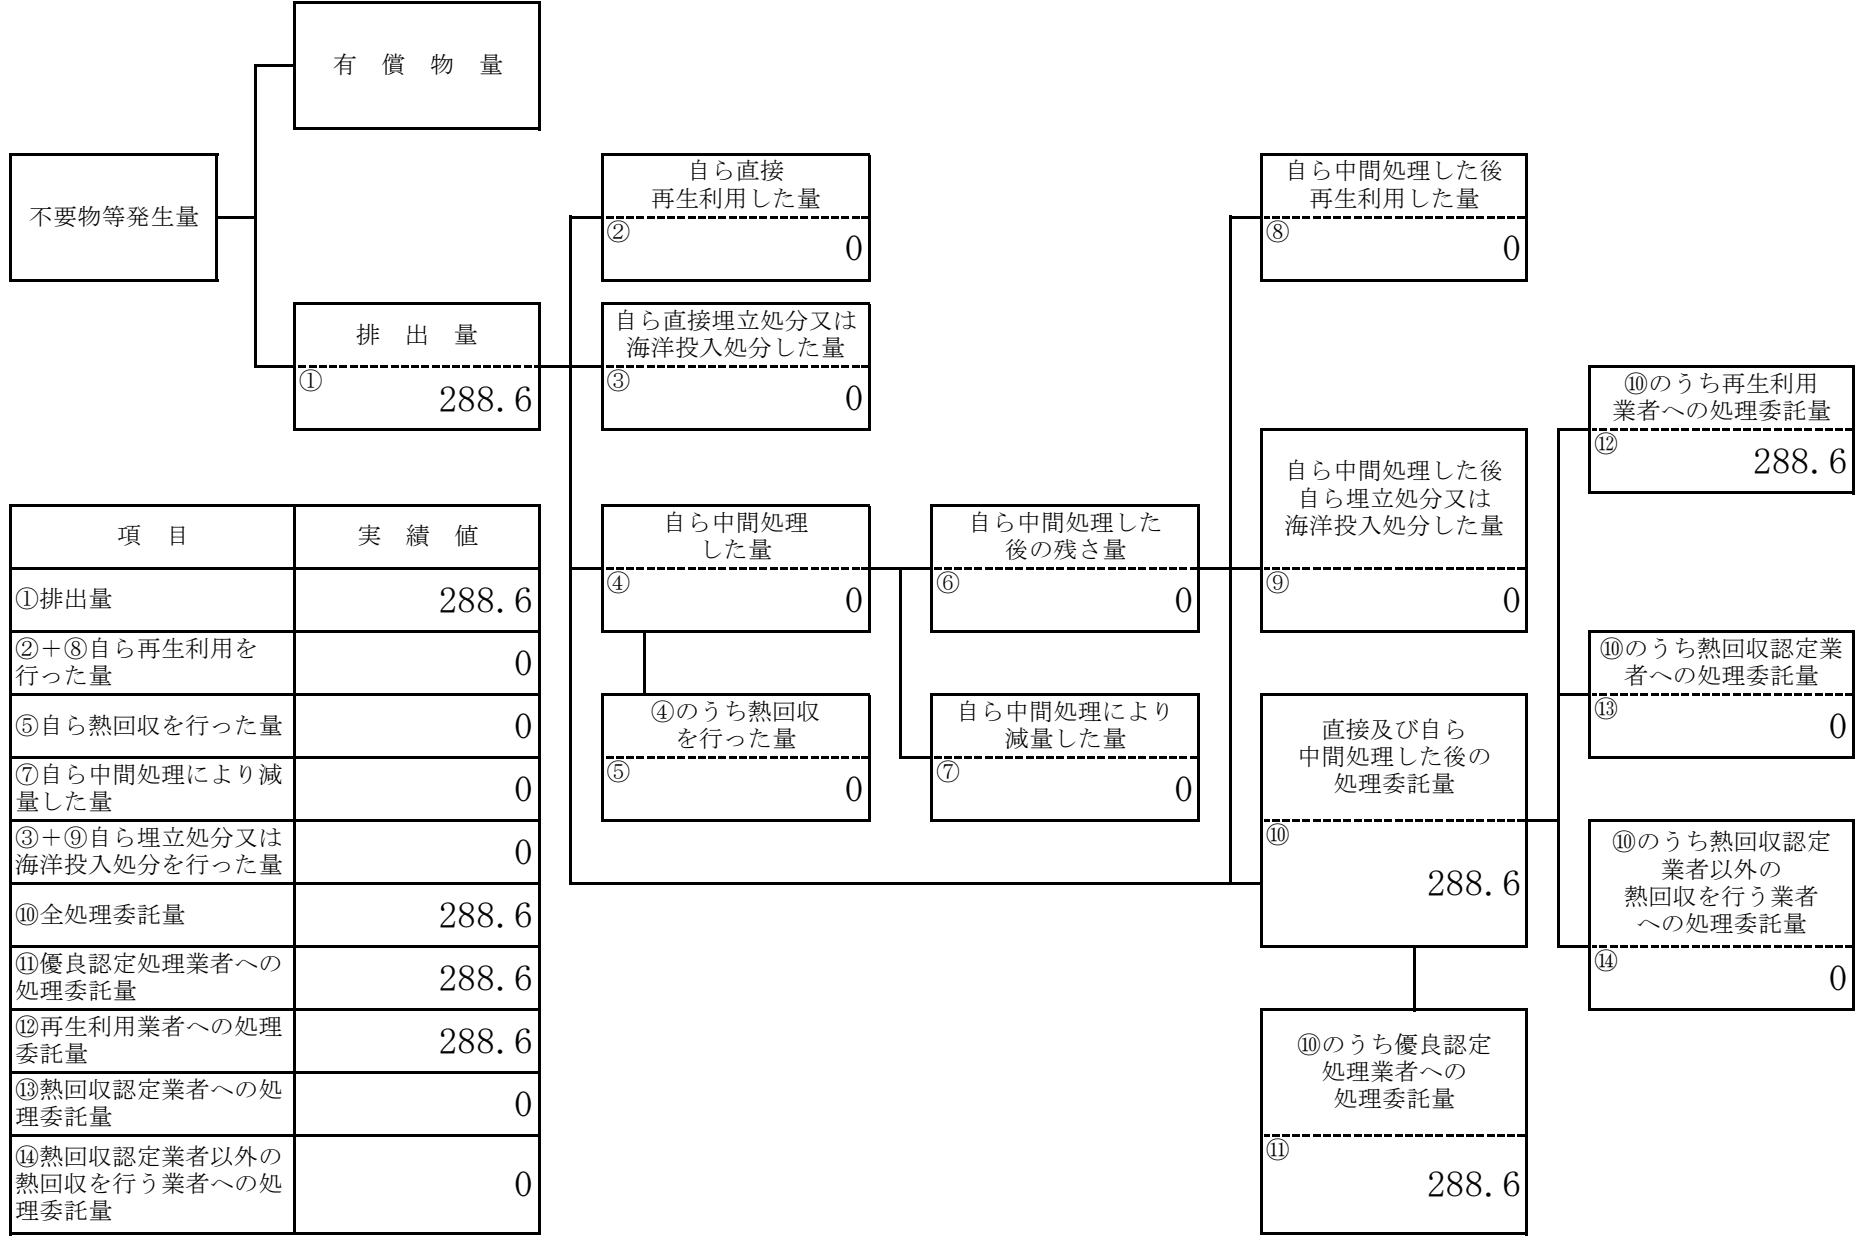 有　償　物　量
不要物等発生量
排　出　量
①
288.6
自ら直接
再生利用した量
②
0
自ら直接埋立処分又は
海洋投入処分した量
③
0
自ら中間処理
した量
④
0
④のうち熱回収
を行った量
⑤
0
自ら中間処理した
後の残さ量
⑥
0
自ら中間処理により
減量した量
⑦
0
自ら中間処理した後
再生利用した量
⑧
0
自ら中間処理した後
自ら埋立処分又は
海洋投入処分した量
⑨
0
直接及び自ら
中間処理した後の
処理委託量
⑩
288.6
⑩のうち優良認定
処理業者への
処理委託量
⑪
288.6
⑩のうち再生利用
業者への処理委託量
⑫
288.6
⑩のうち熱回収認定業
者への処理委託量
⑬
0
⑩のうち熱回収認定
業者以外の
熱回収を行う業者
への処理委託量
⑭
0
項　目　実　績　値
①排出量　288.6
②＋⑧自ら再生利用を
行った量
0
⑤自ら熱回収を行った量　0
⑦自ら中間処理により減
量した量
0
③＋⑨自ら埋立処分又は
海洋投入処分を行った量
0
⑩全処理委託量　288.6
⑪優良認定処理業者への
処理委託量
288.6
⑫再生利用業者への処理
委託量
288.6
⑬熱回収認定業者への処
理委託量
0
⑭熱回収認定業者以外の
熱回収を行う業者への処
理委託量
0